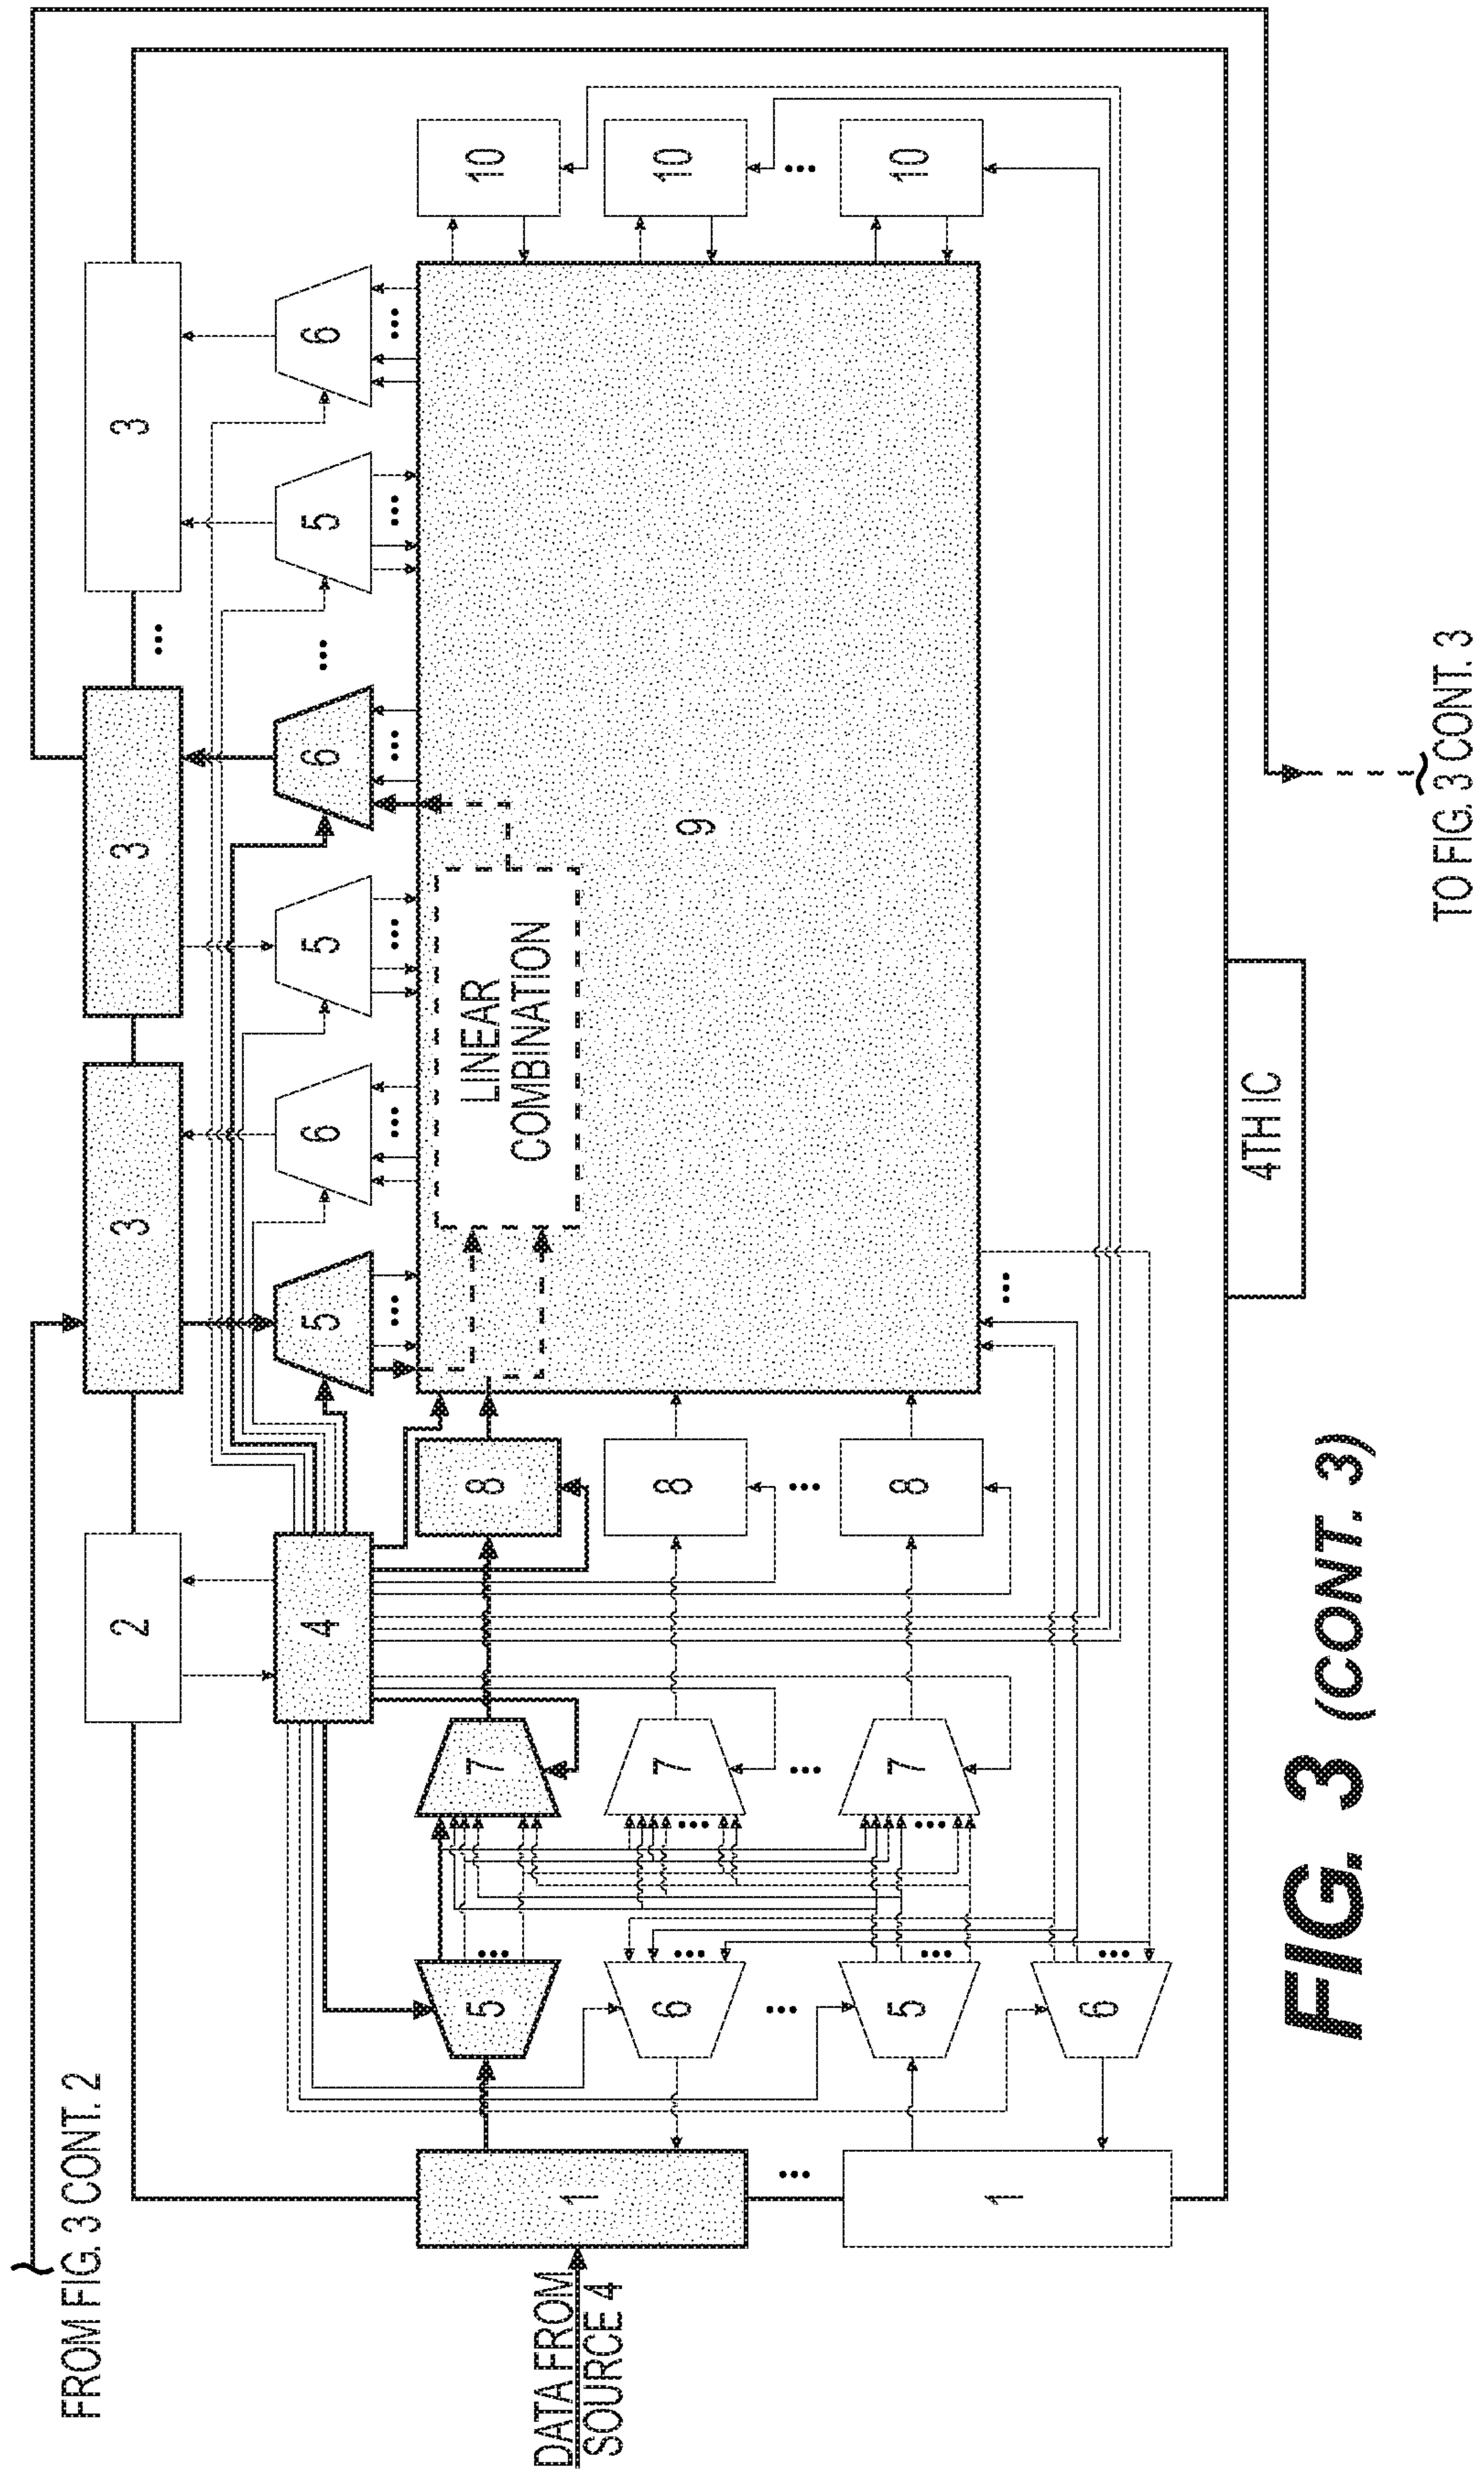 FROM FIG. 3 CONT. 2
2 3 3 3
4 5 6 5 6 5 6
5 7 8 10
LINEAR
COMBINATION
DATA FROM
SOURCE 4
1
6 7 8 9 10
5 7 8 10
1
6
4TH IC
FIG. 3 (CONT. 3)
TO FIG. 3 CONT. 3